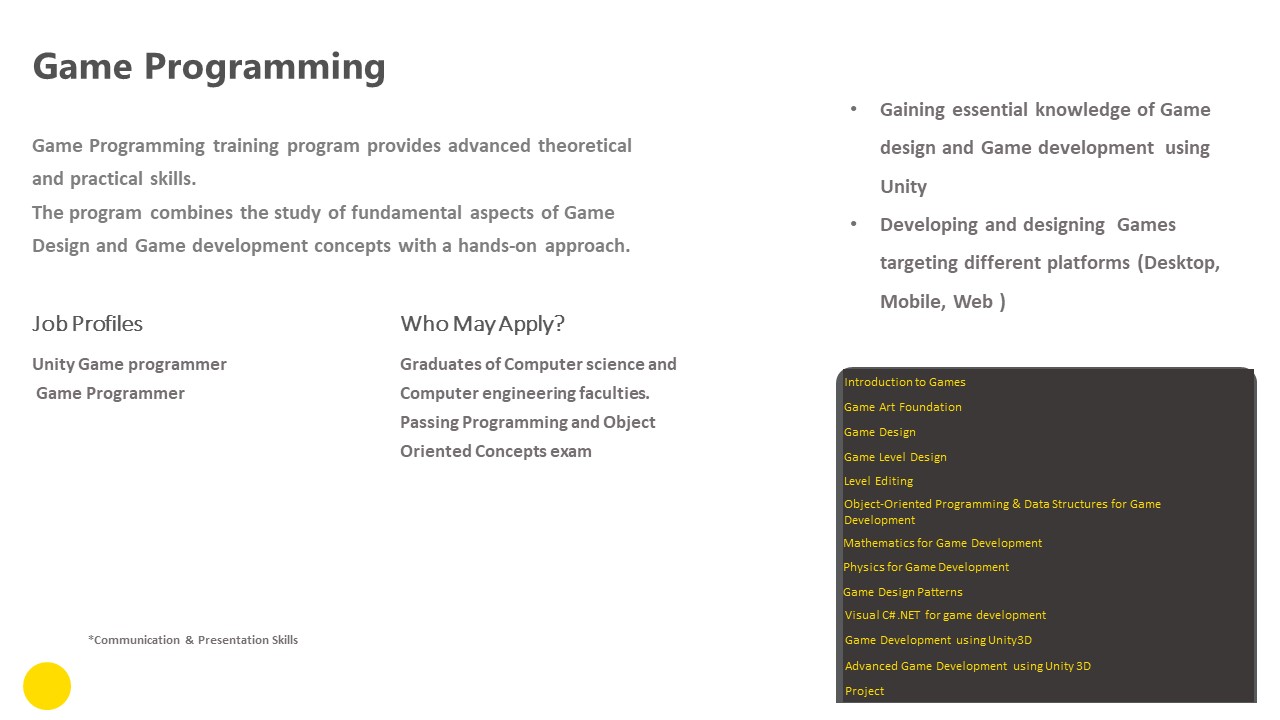 Game Programming
Game Programming training program provides advanced theoretical
and practical skills.
The program combines the study of fundamental aspects of Game
Design and Game development concepts with a hands-on approach.
Job Profiles
Unity Game programmer
Game Programmer
Who May Apply?
Graduates of Computer science and
Computer engineering faculties.
Passing Programming and Object
Oriented Concepts exam
*Communication & Presentation Skills
• Gaining essential knowledge of Game
design and Game development using
Unity
• Developing and designing Games
targeting different platforms (Desktop,
Mobile, Web )
Introduction to Games
Game Art Foundation
Game Design
Game Level Design
Level Editing
Object-Oriented Programming & Data Structures for Game
Development
Mathematics for Game Development
Physics for Game Development
Game Design Patterns
Visual C# .NET for game development
Game Development using Unity3D
Advanced Game Development using Unity 3D
Project